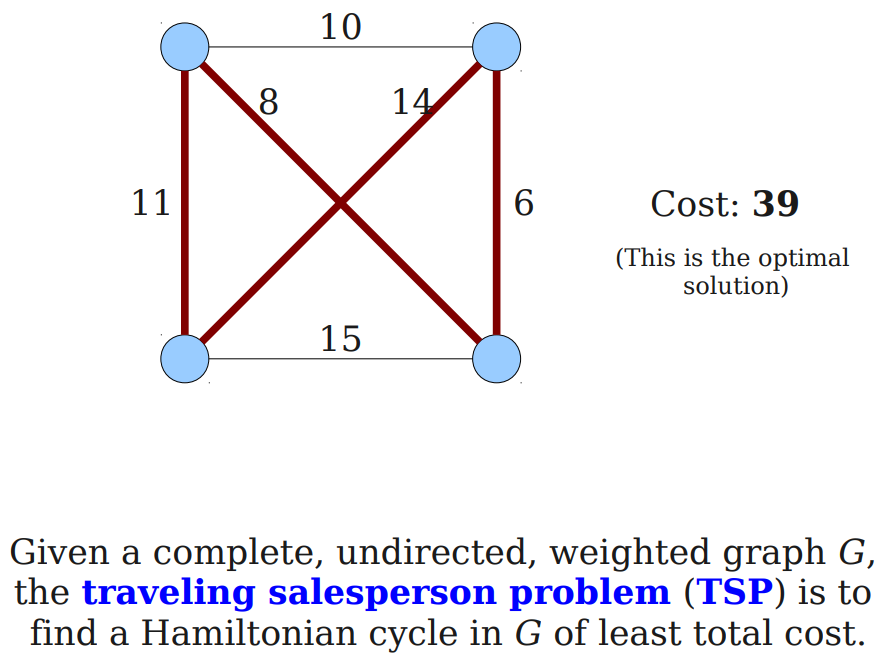 10
8
14
11
6
Cost: 39
(This is the optimal
solution)
15
Given a complete, undirected, weighted graph G,
the traveling salesperson problem (TSP) is to
find a Hamiltonian cycle in G of least total cost.